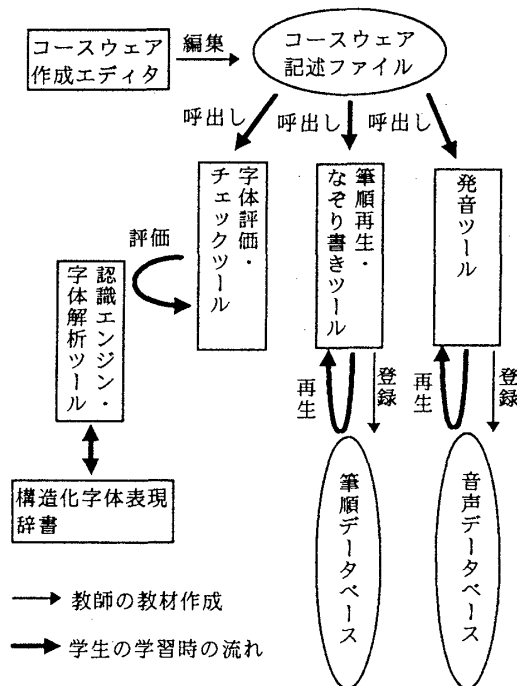 コースウェア
作成エディタ
編集
コースウェア
記述ファイル
呼出し
呼出し
呼出し
字体評価・
チェックツール
筆順再生・
なぞり書きツール
発音ツール
評価
認識エンジン・
字体解析ツール
再生
登録
再生
登録
構造化字体表現
辞書
筆順データベース
音声データベース
教師の教材作成
学生の学習時の流れ